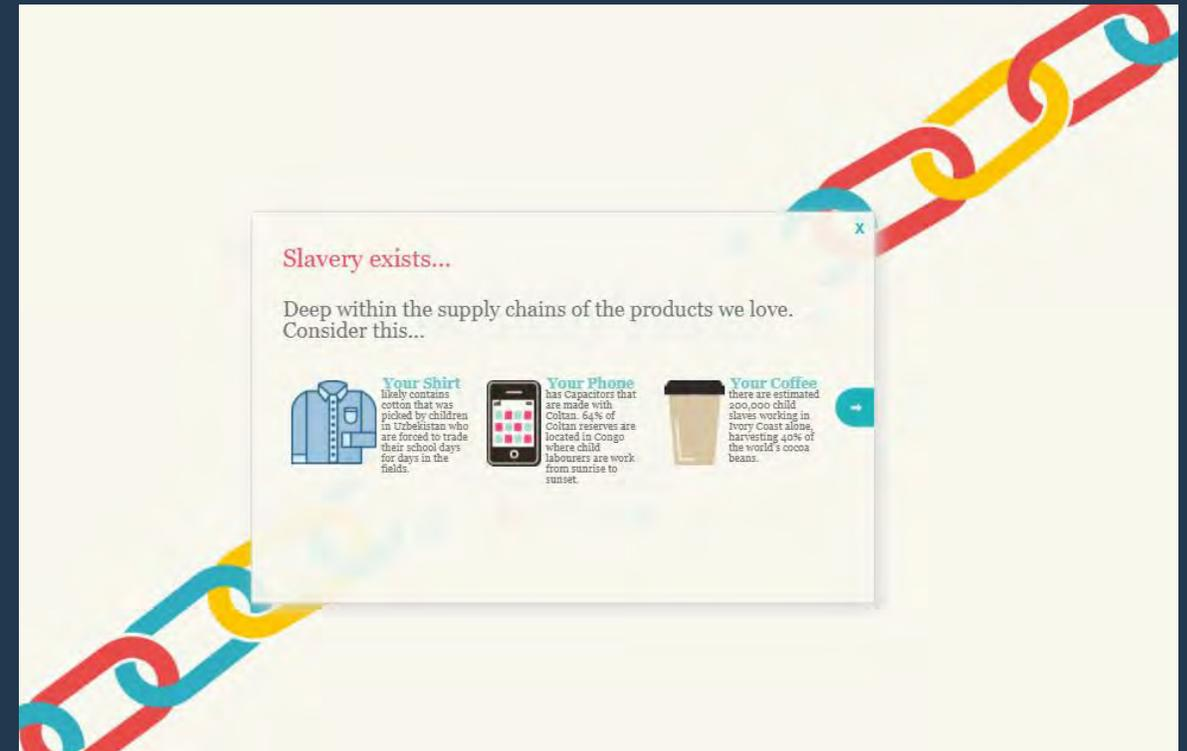 X
Slavery exists...
Deep within the supply chains of the products we love.
Consider this...
Your Shirt
likely contains
cotton that was
picked by children
in Uzbekistan who
are forced to trade
their school days
for days in the
fields.
Your Phone
has Capacitors that
are made with
Coltan. 64% of
Coltan reserves are
located in Congo
where child
labourers are work
from sunrise to
sunset.
Your Coffee
there are estimated
200,000 child
slaves working in
Ivory Coast alone,
harvesting 40% of
the world's cocoa
beans.